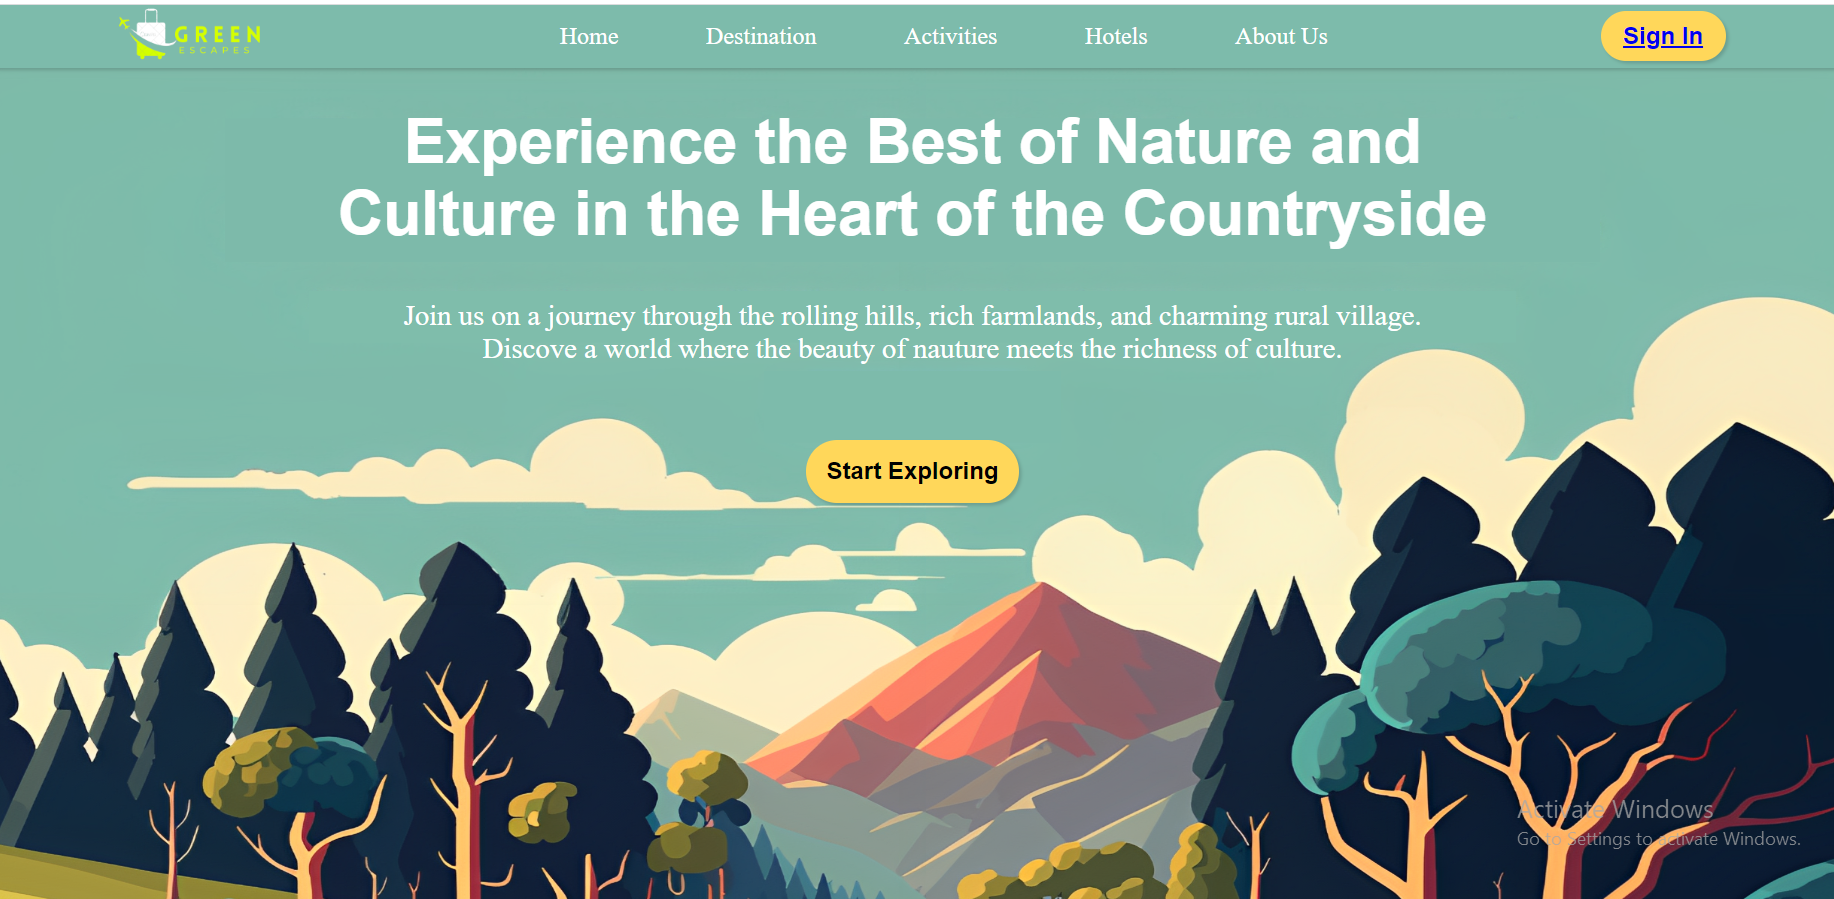 GREEN
ESCAPES
Home Destination Activities Hotels About Us Sign In
Experience the Best of Nature and
Culture in the Heart of the Countryside
Join us on a journey through the rolling hills, rich farmlands, and charming rural village.
Discove a world where the beauty of nauture meets the richness of culture.
Start Exploring
Activate Windows
Go to Settings to activate Windows.